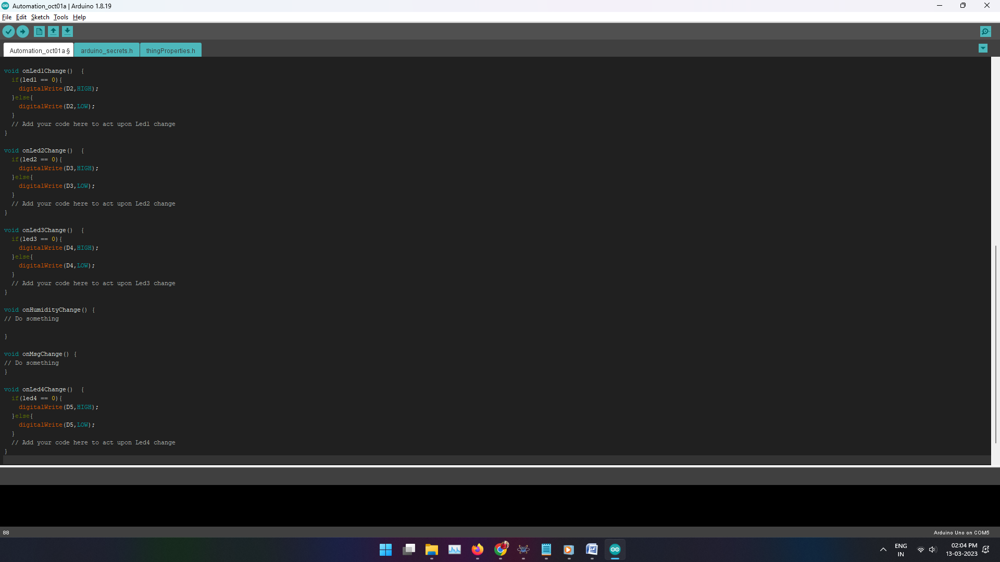 Automation_oct01a | Arduino 1.8.19
File Edit Sketch Tools Help
Automation_oct01a § arduino_secrets.h thingProperties.h
void onLed1Change()  {
  if(led1 == 0){
    digitalWrite(D2,HIGH);
  }else{
    digitalWrite(D2,LOW);
  }
  // Add your code here to act upon Led1 change
}
void onLed2Change()  {
  if(led2 == 0){
    digitalWrite(D3,HIGH);
  }else{
    digitalWrite(D3,LOW);
  }
  // Add your code here to act upon Led2 change
}
void onLed3Change()  {
  if(led3 == 0){
    digitalWrite(D4,HIGH);
  }else{
    digitalWrite(D4,LOW);
  }
  // Add your code here to act upon Led3 change
}
void onHumidityChange() {
// Do something
}
void onMsgChange() {
// Do something
}
void onLed4Change()  {
  if(led4 == 0){
    digitalWrite(D5,HIGH);
  }else{
    digitalWrite(D5,LOW);
  }
  // Add your code here to act upon Led4 change
}
88 Arduino Uno on COM5
ENG 02:04 PM
IN 13-03-2023